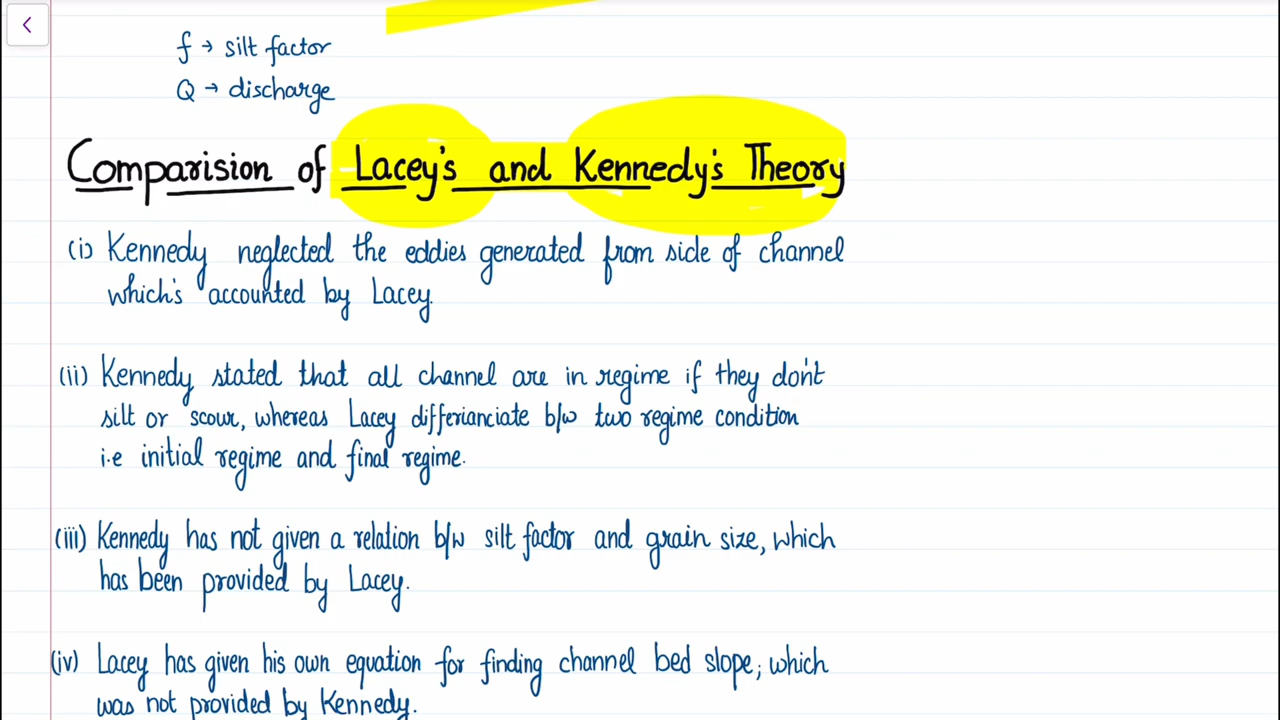 f → silt factor
Q → discharge
Comparision of Lacey's and Kennedy's Theory
(i) Kennedy neglected the eddies generated from side of channel
which's accounted by Lacey.
(ii) Kennedy stated that all channel are in regime if they don't
silt or scour, whereas Lacey differianciate b/w two regime condition
i.e initial regime and final regime.
(iii) Kennedy has not given a relation b/w silt factor and grain size, which
has been provided by Lacey.
(iv) Lacey has given his own equation for finding channel bed slope, which
was not provided by Kennedy.